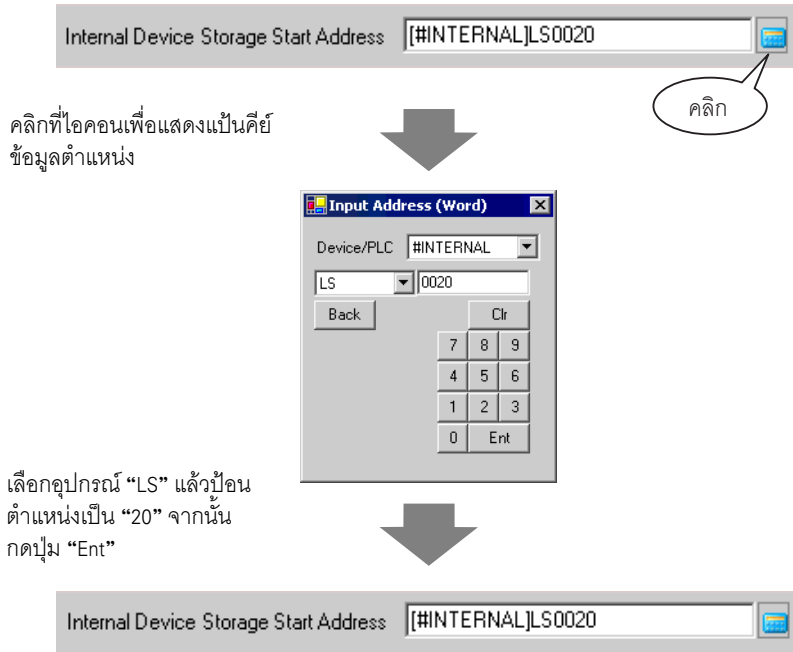 Internal Device Storage Start Address [#INTERNAL]LS0020
คลิก
คลิกที่ไอคอนเพื่อแสดงแป้นคีย์
ข้อมูลตำแหน่ง
Input Address (Word)
Device/PLC #INTERNAL
LS 0020
Back Clr
7 8 9
4 5 6
1 2 3
0 Ent
เลือกอุปกรณ์ “LS” แล้วป้อน
ตำแหน่งเป็น “20” จากนั้น
กดปุ่ม “Ent”
Internal Device Storage Start Address [#INTERNAL]LS0020